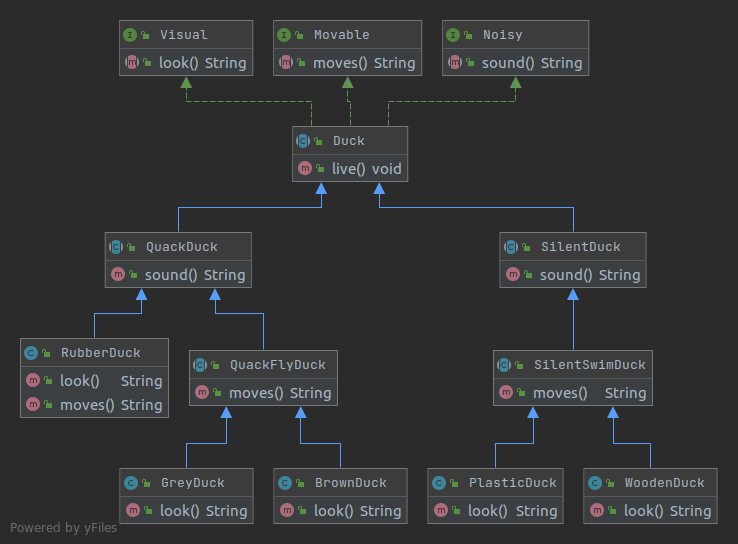 Visual
look() String
Movable
moves() String
Noisy
sound() String
Duck
live() void
QuackDuck
sound() String
SilentDuck
sound() String
RubberDuck
look() String
moves() String
QuackFlyDuck
moves() String
SilentSwimDuck
moves() String
GreyDuck
look() String
BrownDuck
look() String
PlasticDuck
look() String
WoodenDuck
look() String
Powered by yFiles